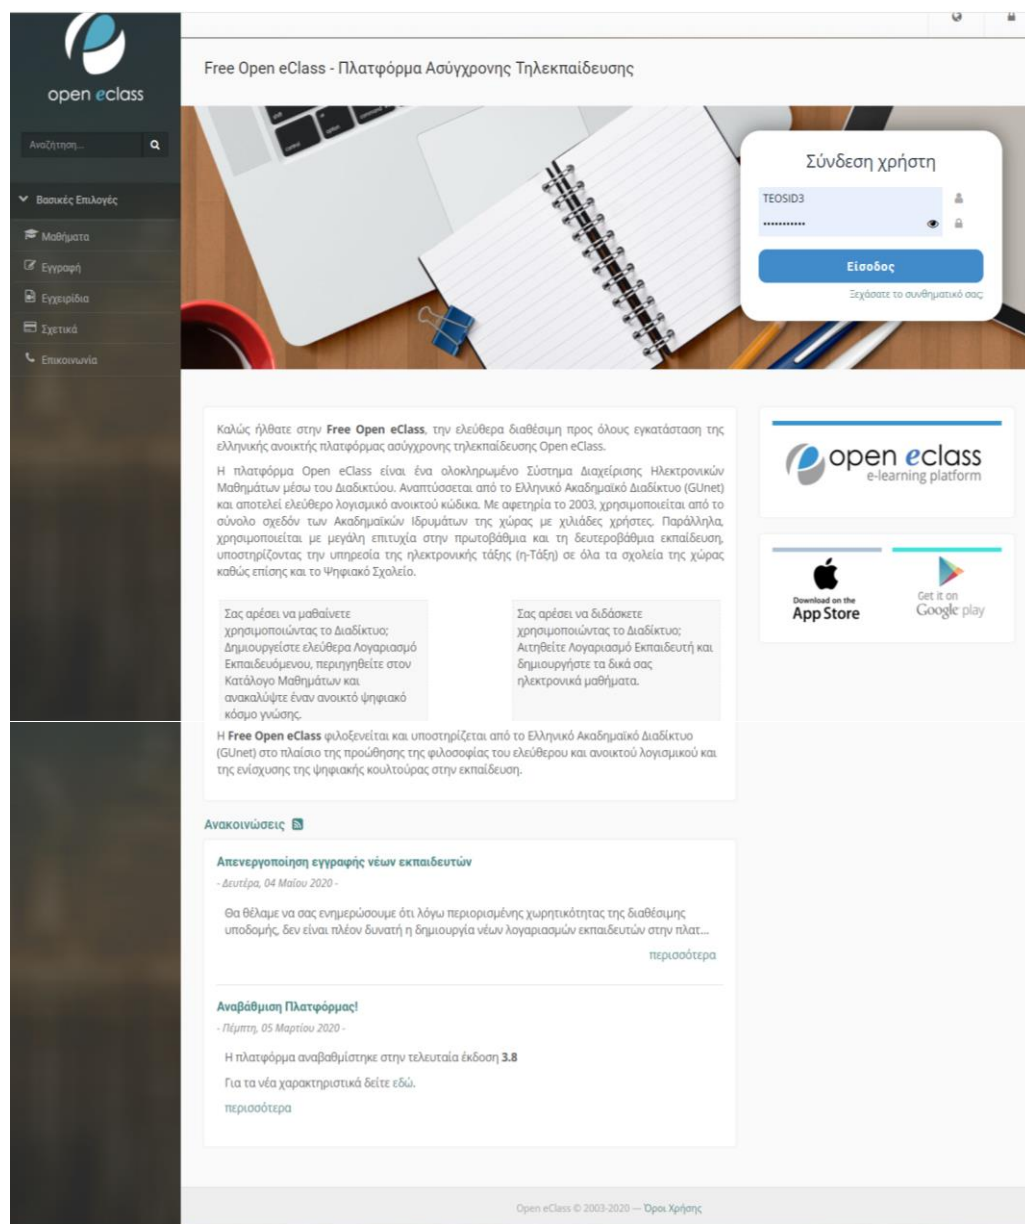 open eclass
Αναζήτηση...
Βασικές Επιλογές
Μαθήματα
Εγγραφή
Εγχειρίδια
Σχετικά
Επικοινωνία
Free Open eClass - Πλατφόρμα Ασύγχρονης Τηλεκπαίδευσης
Σύνδεση χρήστη
TEOSID3
•••••••••••
Είσοδος
Ξεχάσατε το συνθηματικό σας;
Καλώς ήλθατε στην Free Open eClass, την ελεύθερα διαθέσιμη προς όλους εγκατάσταση της
ελληνικής ανοικτής πλατφόρμας ασύγχρονης τηλεκπαίδευσης Open eClass.
Η πλατφόρμα Open eClass είναι ένα ολοκληρωμένο Σύστημα Διαχείρισης Ηλεκτρονικών
Μαθημάτων μέσω του Διαδικτύου. Αναπτύσσεται από το Ελληνικό Ακαδημαϊκό Διαδίκτυο (GUnet)
και αποτελεί ελεύθερο λογισμικό ανοικτού κώδικα. Με αφετηρία το 2003, χρησιμοποιείται από το
σύνολο σχεδόν των Ακαδημαϊκών Ιδρυμάτων της χώρας με χιλιάδες χρήστες. Παράλληλα,
χρησιμοποιείται με μεγάλη επιτυχία στην πρωτοβάθμια και τη δευτεροβάθμια εκπαίδευση,
υποστηρίζοντας την υπηρεσία της ηλεκτρονικής τάξης (η-Τάξη) σε όλα τα σχολεία της χώρας
καθώς επίσης και το Ψηφιακό Σχολείο.
Σας αρέσει να μαθαίνετε
χρησιμοποιώντας το Διαδίκτυο;
Δημιουργείστε ελεύθερα Λογαριασμό
Εκπαιδευόμενου, περιηγηθείτε στον
Κατάλογο Μαθημάτων και
ανακαλύψτε έναν ανοικτό ψηφιακό
κόσμο γνώσης.
Σας αρέσει να διδάσκετε
χρησιμοποιώντας το Διαδίκτυο;
Αιτηθείτε Λογαριασμό Εκπαιδευτή και
δημιουργήστε τα δικά σας
ηλεκτρονικά μαθήματα.
Η Free Open eClass φιλοξενείται και υποστηρίζεται από το Ελληνικό Ακαδημαϊκό Διαδίκτυο
(GUnet) στο πλαίσιο της προώθησης της φιλοσοφίας του ελεύθερου και ανοικτού λογισμικού και
της ενίσχυσης της ψηφιακής κουλτούρας στην εκπαίδευση.
open eclass
e-learning platform
Download on the
App Store
Get it on
Google play
Ανακοινώσεις
Απενεργοποίηση εγγραφής νέων εκπαιδευτών
- Δευτέρα, 04 Μαΐου 2020 -
Θα θέλαμε να σας ενημερώσουμε ότι λόγω περιορισμένης χωρητικότητας της διαθέσιμης
υποδομής, δεν είναι πλέον δυνατή η δημιουργία νέων λογαριασμών εκπαιδευτών στην πλατ...
περισσότερα
Αναβάθμιση Πλατφόρμας!
- Πέμπτη, 05 Μαρτίου 2020 -
Η πλατφόρμα αναβαθμίστηκε στην τελευταία έκδοση 3.8
Για τα νέα χαρακτηριστικά δείτε εδώ.
περισσότερα
Open eClass © 2003-2020 — Όροι Χρήσης